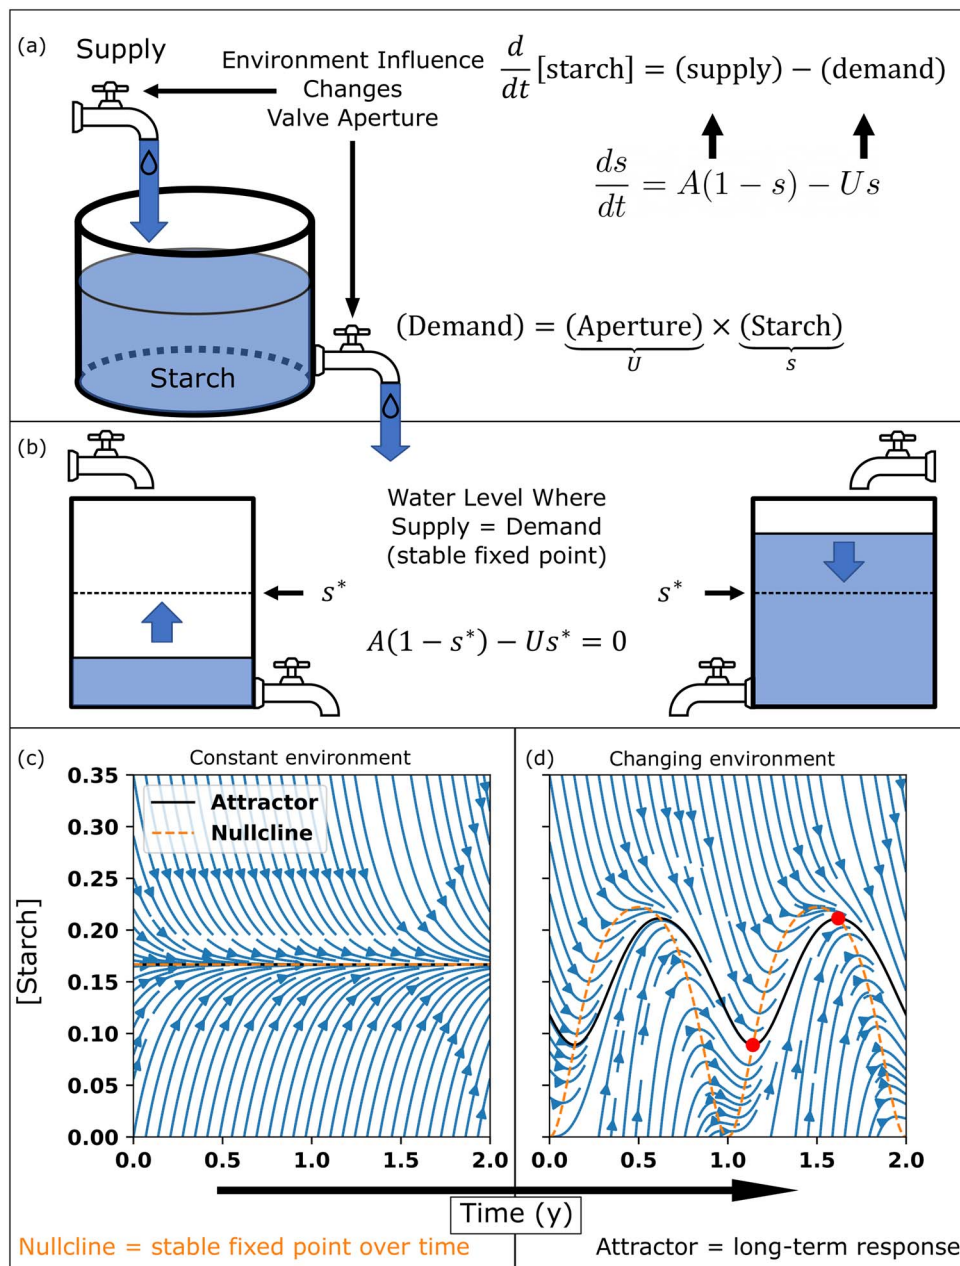 (a)
Supply
Environment Influence
Changes
Valve Aperture
d/dt [starch] = (supply) − (demand)
ds/dt = A(1 − s) − Us
(Demand) = (Aperture) × (Starch)
U s
Starch
(b)
Water Level Where
Supply = Demand
(stable fixed point)
s* s*
A(1 − s*) − Us* = 0
(c) Constant environment
Attractor
Nullcline
[Starch]
0.35
0.30
0.25
0.20
0.15
0.10
0.05
0.00
0.0 0.5 1.0 1.5 2.0
(d) Changing environment
0.0 0.5 1.0 1.5 2.0
Time (y)
Nullcline = stable fixed point over time
Attractor = long-term response